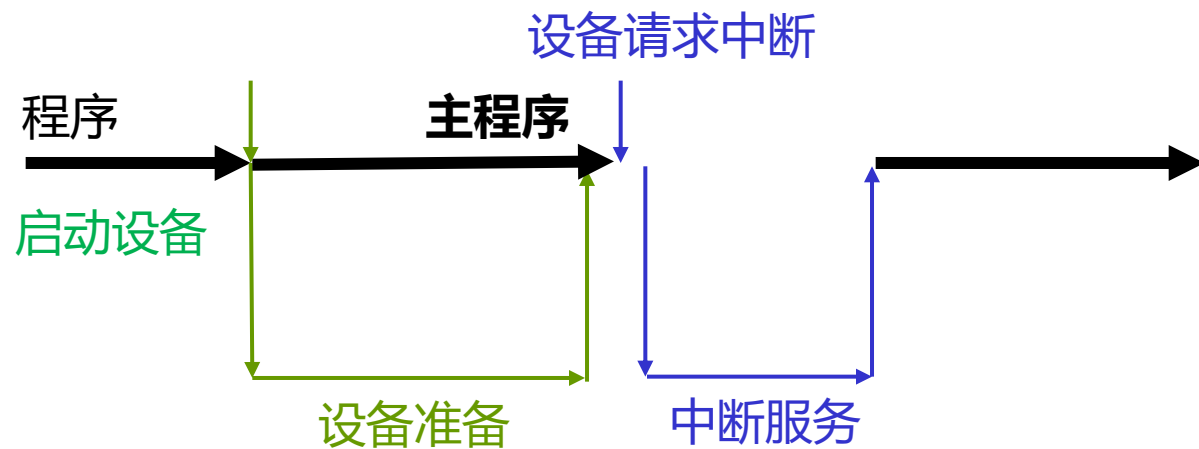 设备请求中断
程序
主程序
启动设备
设备准备
中断服务